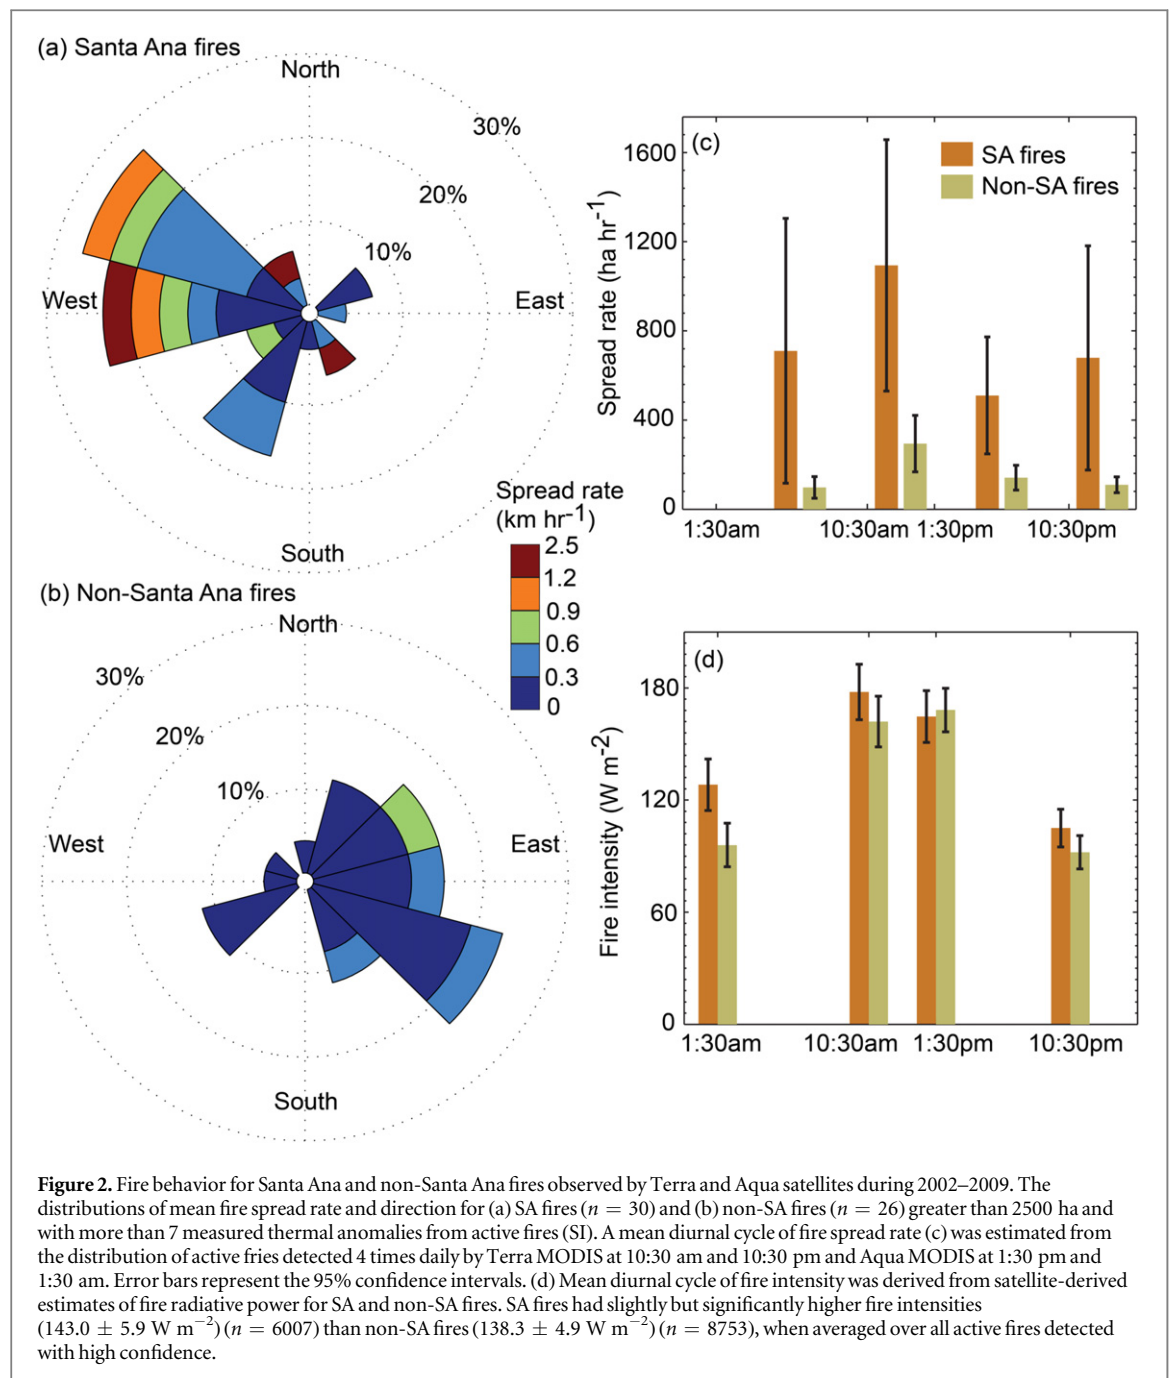 (a) Santa Ana fires
North
30%
20%
10%
West
East
South
Spread rate
(km hr-1)
2.5
1.2
0.9
0.6
0.3
0
(b) Non-Santa Ana fires
North
30%
20%
10%
West
East
South
(c)
SA fires
Non-SA fires
Spread rate (ha hr-1)
1600
1200
800
400
0
1:30am 10:30am 1:30pm 10:30pm
(d)
Fire intensity (W m-2)
180
120
60
0
1:30am 10:30am 1:30pm 10:30pm
Figure 2. Fire behavior for Santa Ana and non-Santa Ana fires observed by Terra and Aqua satellites during 2002–2009. The
distributions of mean fire spread rate and direction for (a) SA fires (n = 30) and (b) non-SA fires (n = 26) greater than 2500 ha and
with more than 7 measured thermal anomalies from active fires (SI). A mean diurnal cycle of fire spread rate (c) was estimated from
the distribution of active fries detected 4 times daily by Terra MODIS at 10:30 am and 10:30 pm and Aqua MODIS at 1:30 pm and
1:30 am. Error bars represent the 95% confidence intervals. (d) Mean diurnal cycle of fire intensity was derived from satellite-derived
estimates of fire radiative power for SA and non-SA fires. SA fires had slightly but significantly higher fire intensities
(143.0 ± 5.9 W m−2) (n = 6007) than non-SA fires (138.3 ± 4.9 W m−2) (n = 8753), when averaged over all active fires detected
with high confidence.